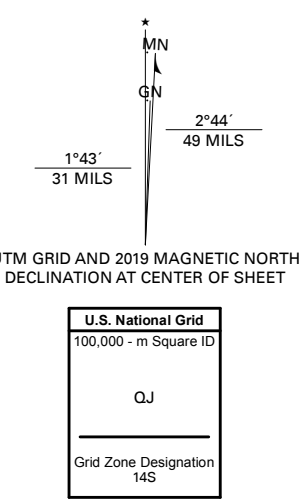 ★
MN
GN
2°44´
49 MILS
1°43´
31 MILS
UTM GRID AND 2019 MAGNETIC NORTH
DECLINATION AT CENTER OF SHEET
U.S. National Grid
100,000 - m Square ID
QJ
Grid Zone Designation
14S